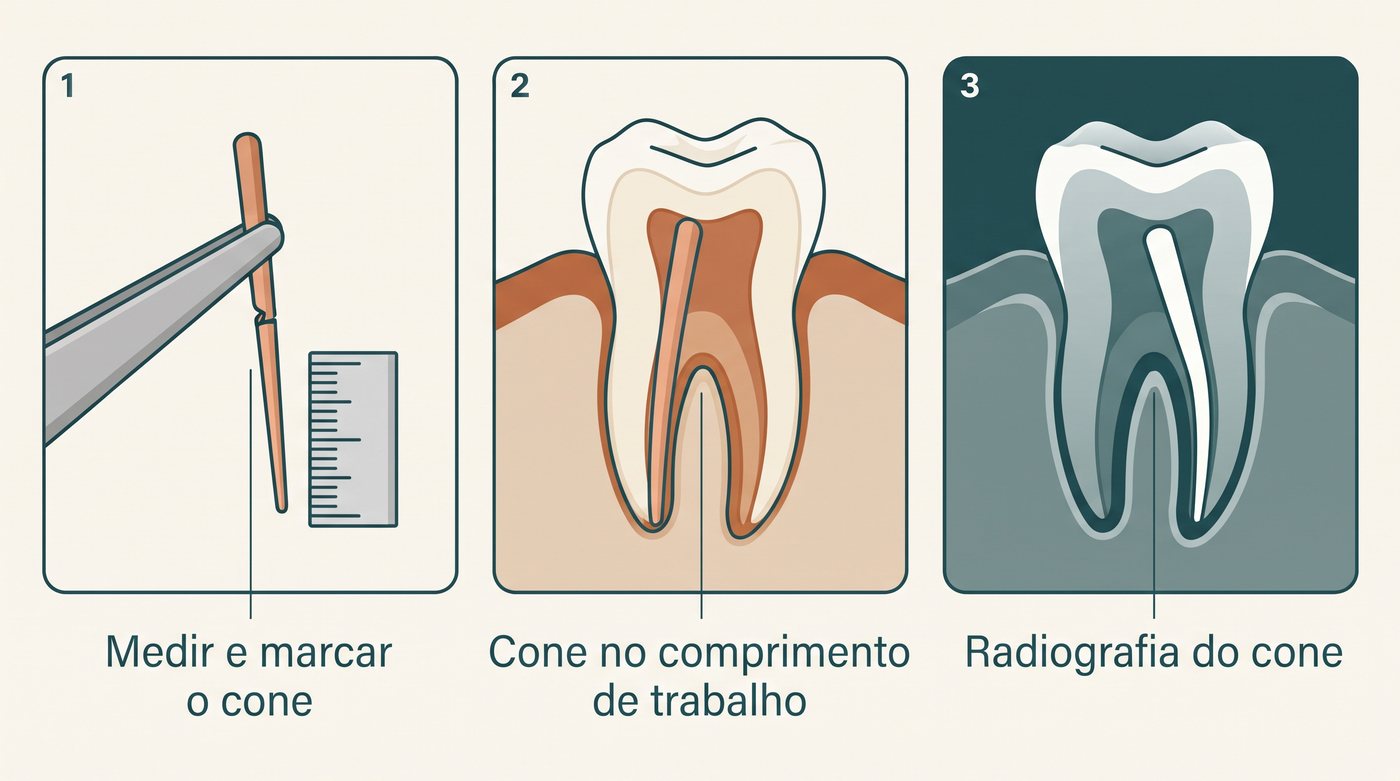 1
2
3
Medir e marcar
o cone
Cone no comprimento
de trabalho
Radiografia do cone